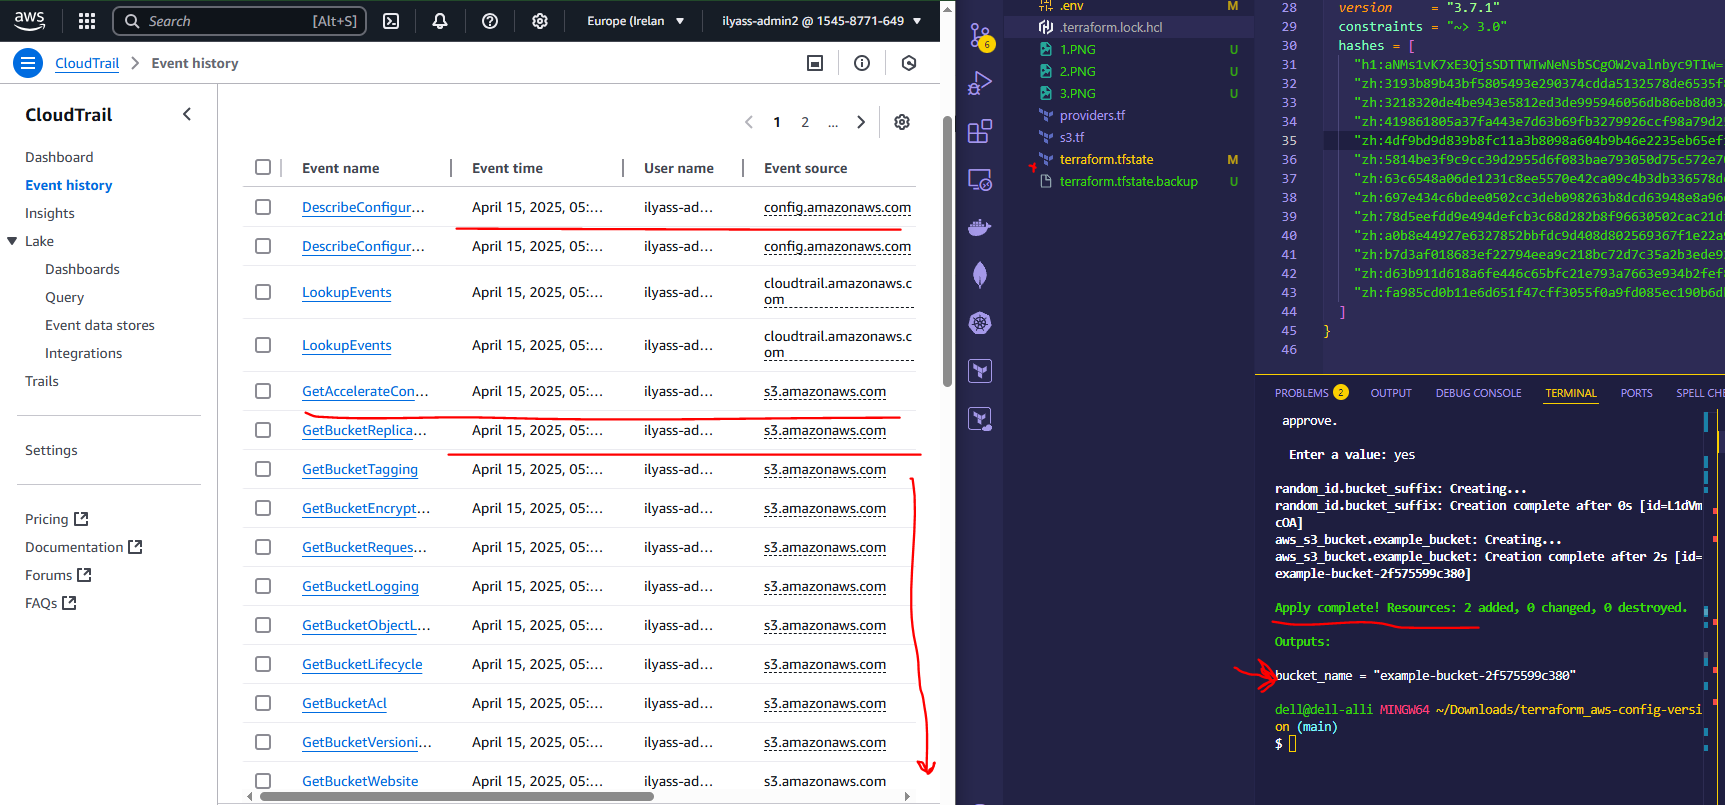 aws
Search
[Alt+S]
Europe (Irelan
ilyass-admin2 @ 1545-8771-649
CloudTrail
Event history
CloudTrail
Dashboard
Event history
Insights
Lake
Dashboards
Query
Event data stores
Integrations
Trails
Settings
Pricing
Documentation
Forums
FAQs
1 2 ...
Event name Event time User name Event source
DescribeConfigur... April 15, 2025, 05:... ilyass-ad... config.amazonaws.com
DescribeConfigur... April 15, 2025, 05:... ilyass-ad... config.amazonaws.com
LookupEvents April 15, 2025, 05:... ilyass-ad... cloudtrail.amazonaws.c
om
LookupEvents April 15, 2025, 05:... ilyass-ad... cloudtrail.amazonaws.c
om
GetAccelerateCon... April 15, 2025, 05:... ilyass-ad... s3.amazonaws.com
GetBucketReplica... April 15, 2025, 05:... ilyass-ad... s3.amazonaws.com
GetBucketTagging April 15, 2025, 05:... ilyass-ad... s3.amazonaws.com
GetBucketEncrypt... April 15, 2025, 05:... ilyass-ad... s3.amazonaws.com
GetBucketReques... April 15, 2025, 05:... ilyass-ad... s3.amazonaws.com
GetBucketLogging April 15, 2025, 05:... ilyass-ad... s3.amazonaws.com
GetBucketObjectL... April 15, 2025, 05:... ilyass-ad... s3.amazonaws.com
GetBucketLifecycle April 15, 2025, 05:... ilyass-ad... s3.amazonaws.com
GetBucketAcl April 15, 2025, 05:... ilyass-ad... s3.amazonaws.com
GetBucketVersioni... April 15, 2025, 05:... ilyass-ad... s3.amazonaws.com
GetBucketWebsite April 15, 2025, 05:... ilyass-ad... s3.amazonaws.com
6
.env M
.terraform.lock.hcl
1.PNG U
2.PNG U
3.PNG U
providers.tf
s3.tf
terraform.tfstate M
terraform.tfstate.backup U
28 version = "3.7.1"
29 constraints = "~> 3.0"
30 hashes = [
31 "h1:aNMs1vK7xE3QjsSDTTWTwNeNsbSCgOW2valnbyc9TIw=
32 "zh:3193b89b43bf5805493e290374cdda5132578de6535f8
33 "zh:3218320de4be943e5812ed3de995946056db86eb8d03
34 "zh:419861805a37fa443e7d63b69fb3279926ccf98a79d2
35 "zh:4df9bd9d839b8fc11a3b8098a604b9b46e2235eb65ef
36 "zh:5814be3f9c9cc39d2955d6f083bae793050d75c572e7
37 "zh:63c6548a06de1231c8ee5570e42ca09c4b3db336578d
38 "zh:697e434c6bdee0502cc3deb098263b8dcd63948e8a96
39 "zh:78d5eefdd9e494defcb3c68d282b8f96630502cac21d
40 "zh:a0b8e44927e6327852bbfdc9d408d802569367f1e22a
41 "zh:b7d3af018683ef22794eea9c218bc72d7c35a2b3ede9
42 "zh:d63b911d618a6fe446c65bfc21e793a7663e934b2fef
43 "zh:fa985cd0b11e6d651f47cff3055f0a9fd085ec190b6d
44 ]
45 }
46
PROBLEMS 2 OUTPUT DEBUG CONSOLE TERMINAL PORTS SPELL CHE
approve.
Enter a value: yes
random_id.bucket_suffix: Creating...
random_id.bucket_suffix: Creation complete after 0s [id=L1dVm
cOA]
aws_s3_bucket.example_bucket: Creating...
aws_s3_bucket.example_bucket: Creation complete after 2s [id=
example-bucket-2f575599c380]
Apply complete! Resources: 2 added, 0 changed, 0 destroyed.
Outputs:
bucket_name = "example-bucket-2f575599c380"
dell@dell-alli MINGW64 ~/Downloads/terraform_aws-config-versi
on (main)
$